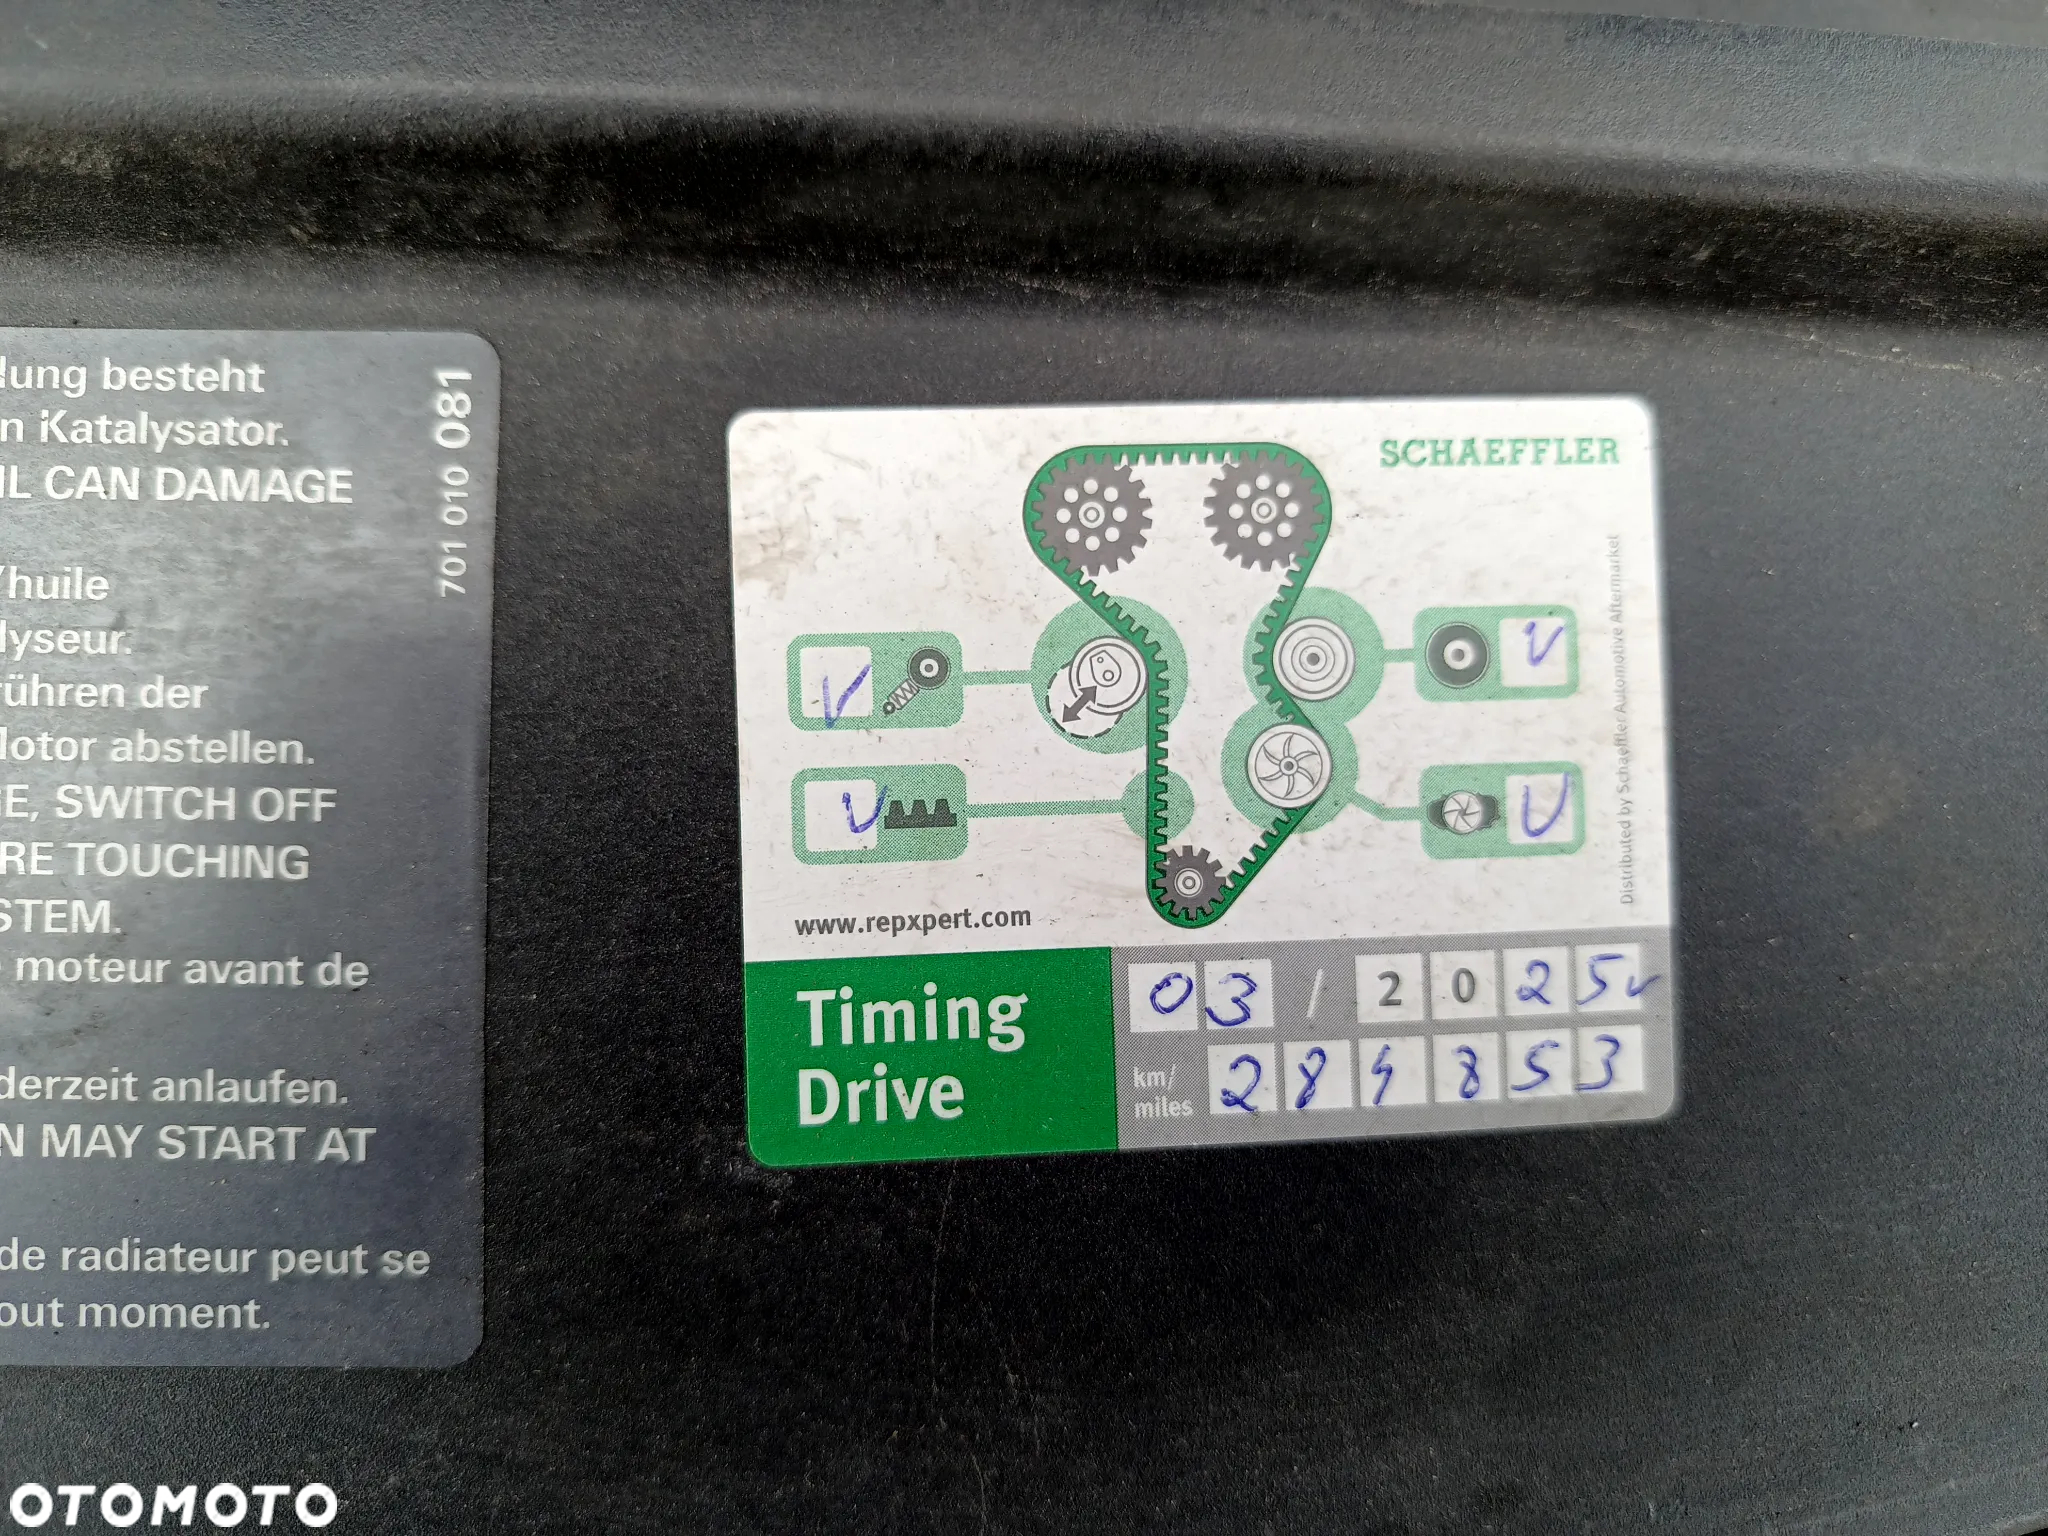 lung besteht
n Katalysator.
IL CAN DAMAGE
/huile
lyseur.
rühren der
Motor abstellen.
E, SWITCH OFF
RE TOUCHING
STEM.
moteur avant de
derzeit anlaufen.
N MAY START AT
de radiateur peut se
out moment.
701 010 081
SCHAEFFLER
V
V
V
V
Distributed by Schaeffler Automotive Aftermarket
www.repxpert.com
Timing
Drive
03 / 2025
km/
miles
284853
OTOMOTO